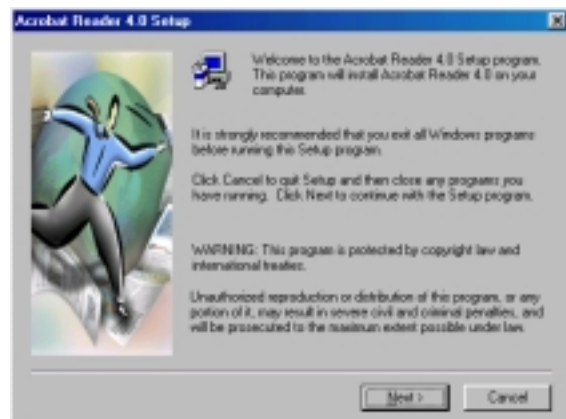 Acrobat Reader 4.0 Setup
Welcome to the Acrobat Reader 4.0 Setup program.
This program will install Acrobat Reader 4.0 on your
computer.
It is strongly recommended that you exit all Windows programs
before running this Setup program.
Click Cancel to quit Setup and then close any programs you
have running. Click Next to continue with the Setup program.
WARNING: This program is protected by copyright law and
international treaties.
Unauthorized reproduction or distribution of this program, or any
portion of it, may result in severe civil and criminal penalties, and
will be prosecuted to the maximum extent possible under law.
Next >
Cancel